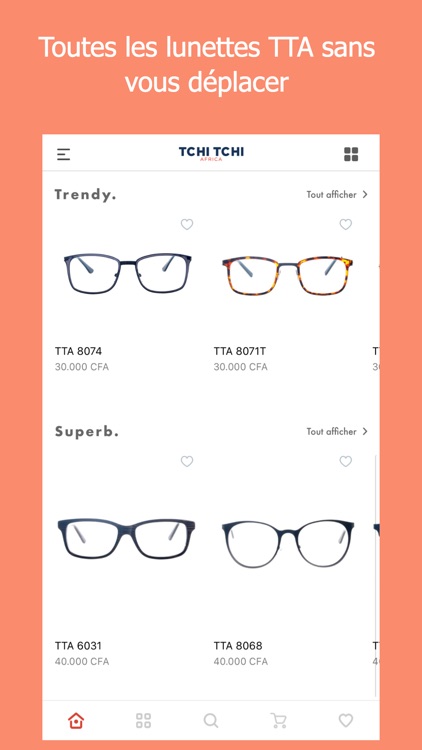 Toutes les lunettes TTA sans
vous déplacer
TCHI TCHI
AFRICA
Trendy.
Tout afficher
TTA 8074
TTA 8071T
30.000 CFA
30.000 CFA
Superb.
Tout afficher
TTA 6031
TTA 8068
40.000 CFA
40.000 CFA